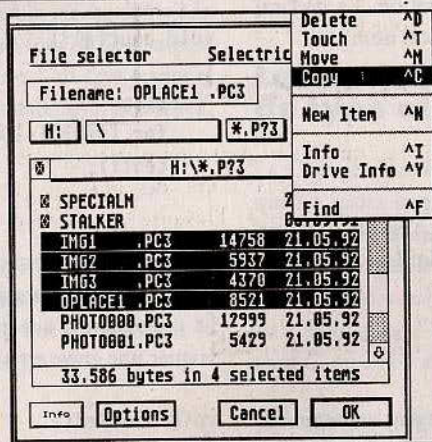 File selector Selectric
Filename: OPLACE1 .PC3
H: \ *.P?3
H:\*.P?3
SPECIALM
STALKER
IMG1 .PC3 14758 21.05.92
IMG2 .PC3 5937 21.05.92
IMG3 .PC3 4370 21.05.92
OPLACE1 .PC3 8521 21.05.92
PHOTO000.PC3 12999 21.05.92
PHOTO001.PC3 5429 21.05.92
33.586 bytes in 4 selected items
Info Options Cancel OK
Delete ^D
Touch ^T
Move ^M
Copy ^C
New Item ^N
Info ^I
Drive Info ^Y
Find ^F